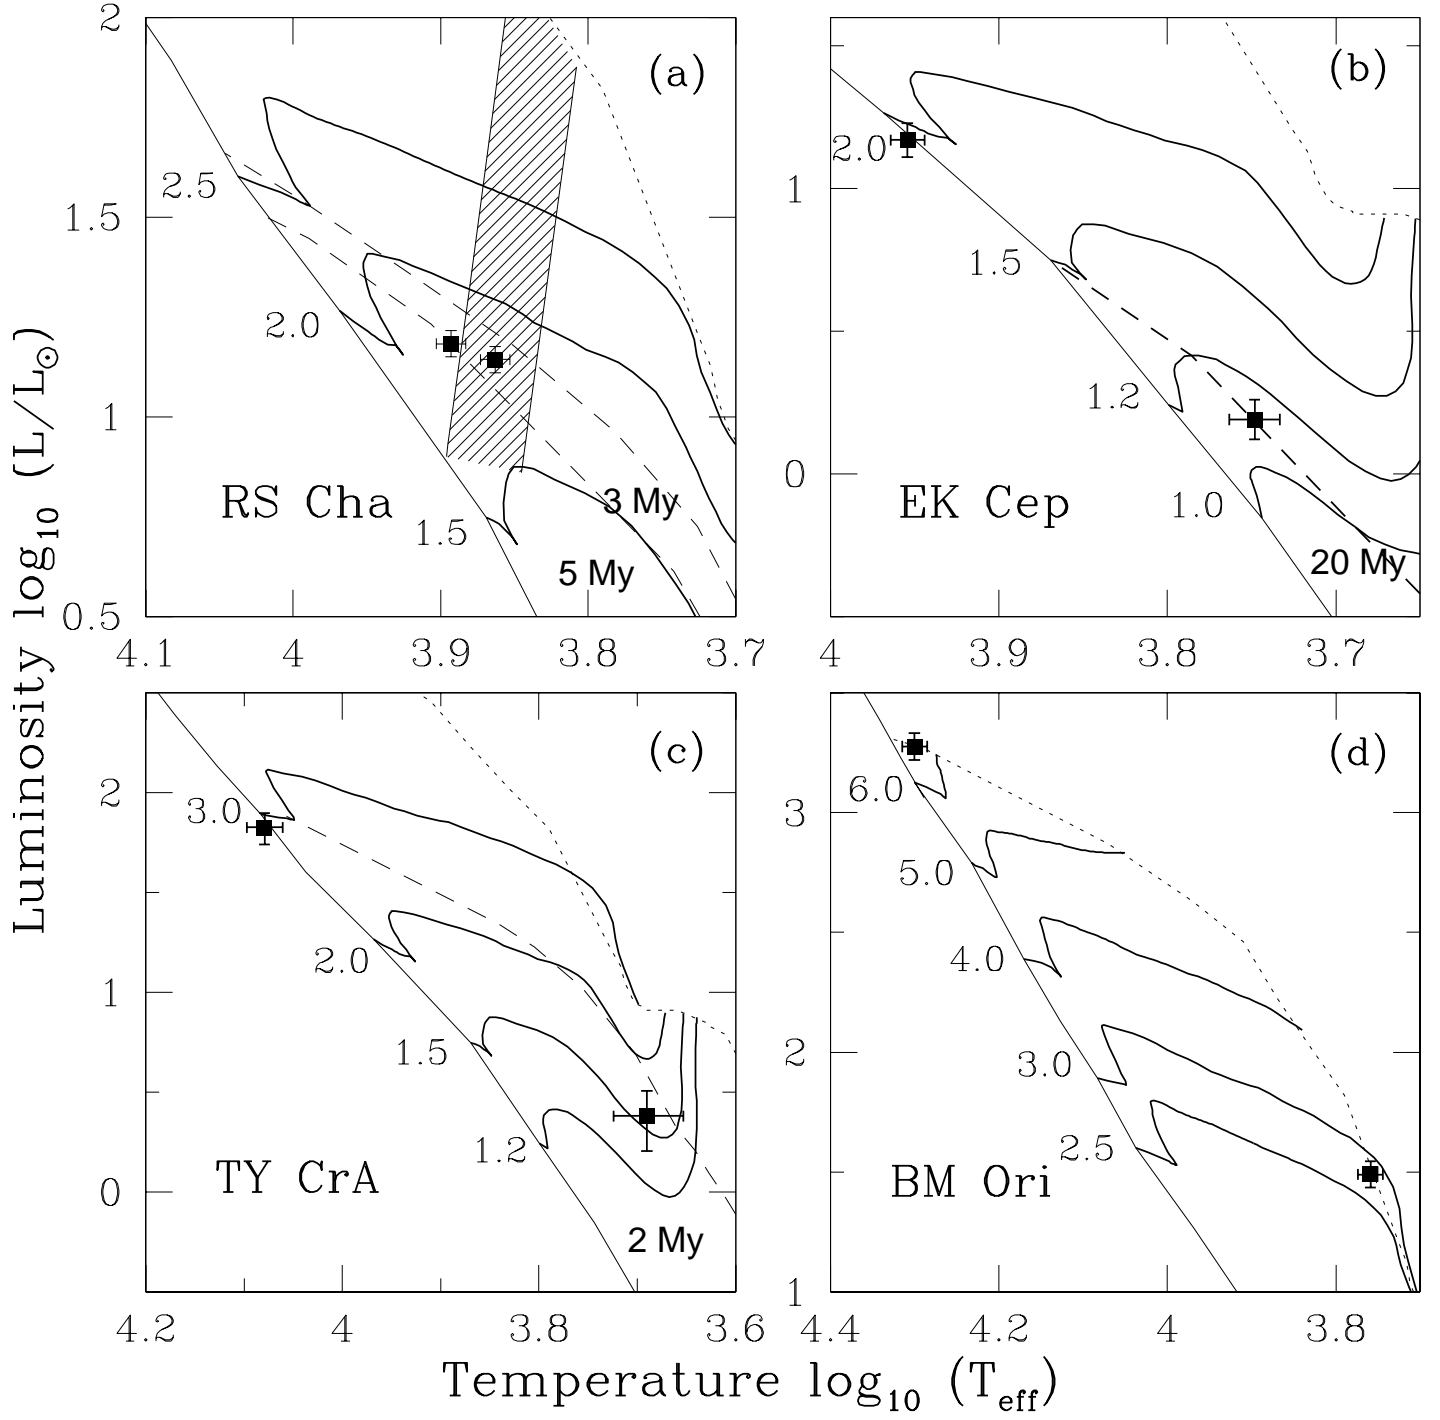 Luminosity log10 (L/L⊙)
2
1.5
1
0.5
(a)
2.5
2.0
1.5
RS Cha
3 My
5 My
4.1 4 3.9 3.8 3.7
1
0
(b)
2.0
1.5
1.2
1.0
EK Cep
20 My
4 3.9 3.8 3.7
2
1
0
(c)
3.0
2.0
1.5
1.2
TY CrA
2 My
4.2 4 3.8 3.6
3
2
1
(d)
6.0
5.0
4.0
3.0
2.5
BM Ori
4.4 4.2 4 3.8
Temperature log10 (Teff)